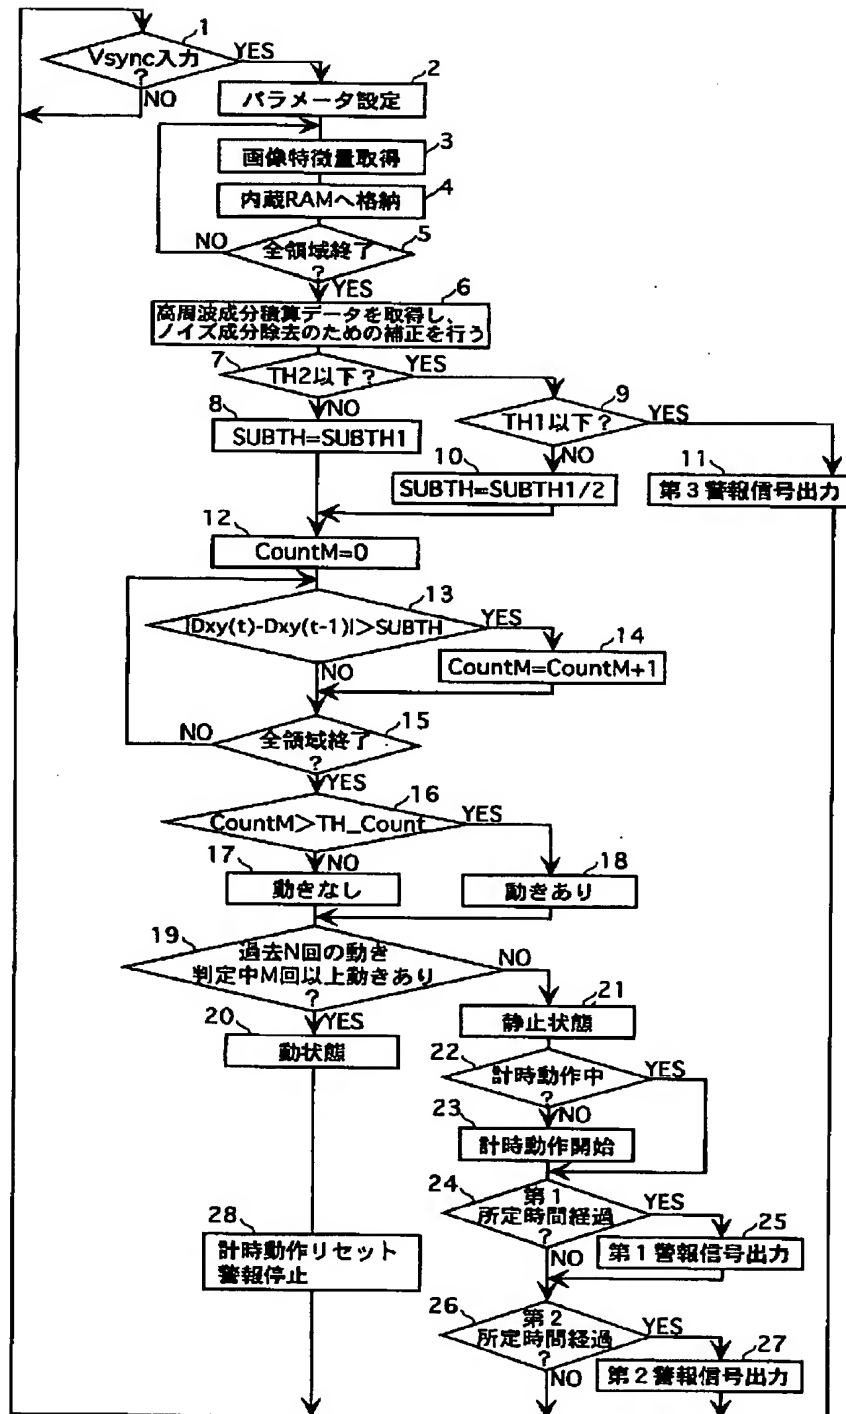 1
Vsync入力
?
YES
NO
2
パラメータ設定
3
画像特徴量取得
4
内蔵RAMへ格納
5
全領域終了
?
NO
YES
6
高周波成分積算データを取得し、
ノイズ成分除去のための補正を行う
7
TH2以下?
YES
NO
8
SUBTH=SUBTH1
9
TH1以下?
YES
NO
10
SUBTH=SUBTH1/2
11
第3警報信号出力
12
CountM=0
13
|Dxy(t)-Dxy(t-1)|>SUBTH
YES
NO
14
CountM=CountM+1
15
全領域終了
?
NO
YES
16
CountM>TH_Count
YES
NO
17
動きなし
18
動きあり
19
過去N回の動き
判定中M回以上動きあり
?
NO
YES
20
動状態
21
静止状態
22
計時動作中
?
YES
NO
23
計時動作開始
24
第1
所定時間経過
?
YES
NO
25
第1警報信号出力
26
第2
所定時間経過
?
YES
NO
27
第2警報信号出力
28
計時動作リセット
警報停止